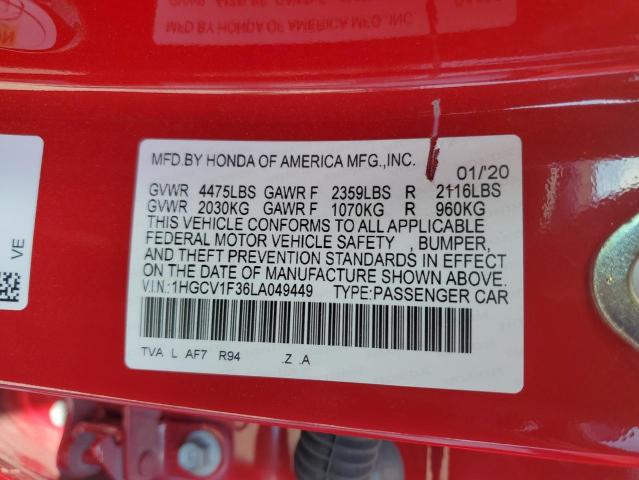 MFD.BY HONDA OF AMERICA MFG.,INC. 01/'20
GVWR 4475LBS GAWR F 2359LBS R 2116LBS
GVWR 2030KG GAWR F 1070KG R 960KG
THIS VEHICLE CONFORMS TO ALL APPLICABLE
FEDERAL MOTOR VEHICLE SAFETY , BUMPER,
AND THEFT PREVENTION STANDARDS IN EFFECT
ON THE DATE OF MANUFACTURE SHOWN ABOVE.
V.I.N.:1HGCV1F36LA049449 TYPE:PASSENGER CAR
TVA L AF7 R94 .Z .A
VE